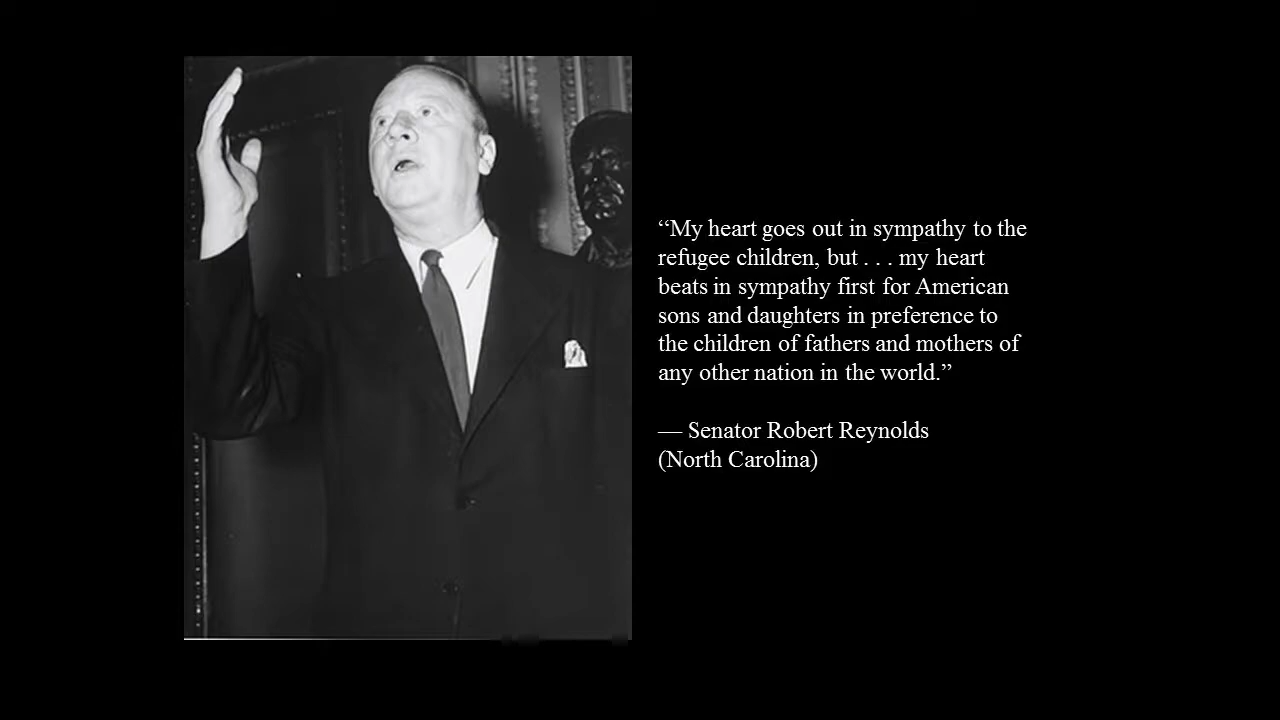 “My heart goes out in sympathy to the
refugee children, but . . . my heart
beats in sympathy first for American
sons and daughters in preference to
the children of fathers and mothers of
any other nation in the world.”
— Senator Robert Reynolds
(North Carolina)